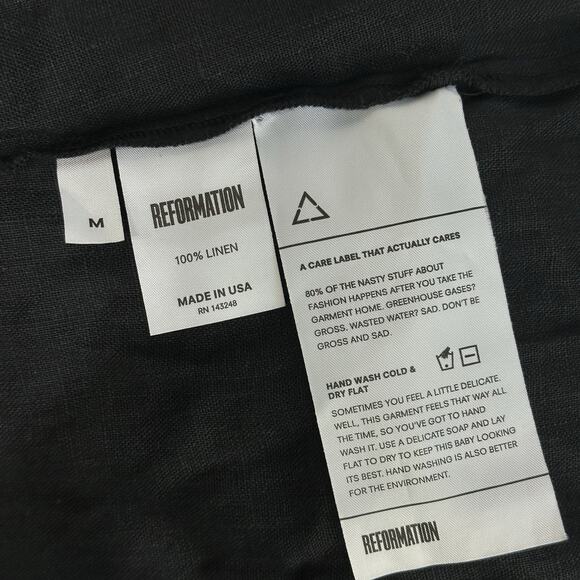 M
REFORMATION
100% LINEN
MADE IN USA
RN 143248
A CARE LABEL THAT ACTUALLY CARES
80% OF THE NASTY STUFF ABOUT
FASHION HAPPENS AFTER YOU TAKE THE
GARMENT HOME. GREENHOUSE GASES?
GROSS. WASTED WATER? SAD. DON'T BE
GROSS AND SAD.
HAND WASH COLD &
DRY FLAT
SOMETIMES YOU FEEL A LITTLE DELICATE.
WELL, THIS GARMENT FEELS THAT WAY ALL
THE TIME, SO YOU'VE GOT TO HAND
WASH IT. USE A DELICATE SOAP AND LAY
FLAT TO DRY TO KEEP THIS BABY LOOKING
ITS BEST. HAND WASHING IS ALSO BETTER
FOR THE ENVIRONMENT.
REFORMATION